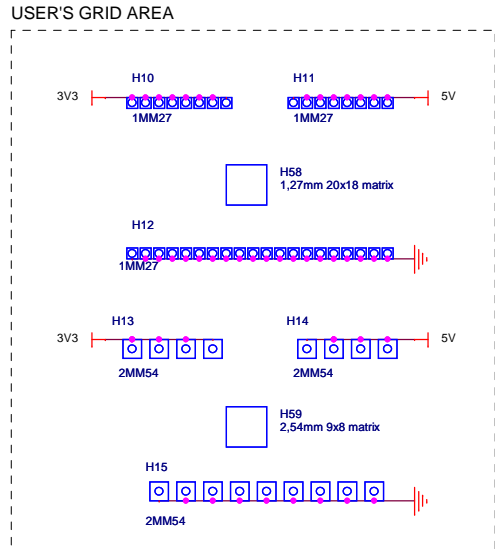 USER'S GRID AREA
H10
H11
3V3
5V
1MM27
1MM27
H58
1,27mm 20x18 matrix
H12
1MM27
H13
H14
3V3
5V
2MM54
2MM54
H59
2,54mm 9x8 matrix
H15
2MM54